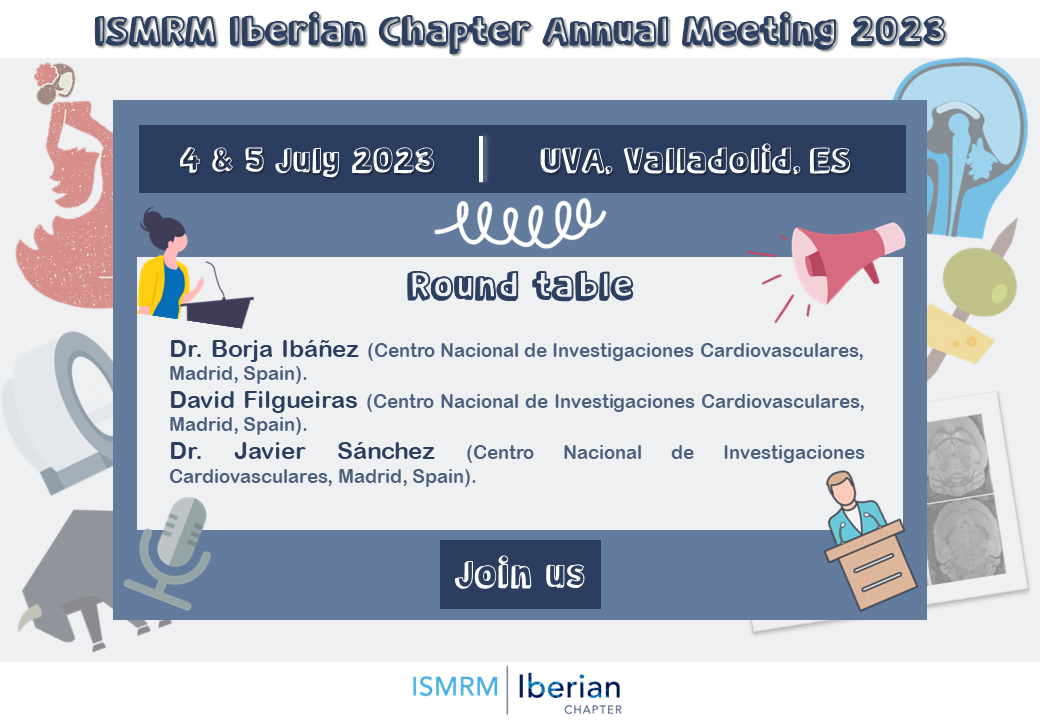 ISMRM Iberian Chapter Annual Meeting 2023
4 & 5 July 2023 | UVA, Valladolid, ES
Round table
Dr. Borja Ibáñez (Centro Nacional de Investigaciones Cardiovasculares,
Madrid, Spain).
David Filgueiras (Centro Nacional de Investigaciones Cardiovasculares,
Madrid, Spain).
Dr. Javier Sánchez (Centro Nacional de Investigaciones
Cardiovasculares, Madrid, Spain).
Join us
ISMRM | Iberian
CHAPTER